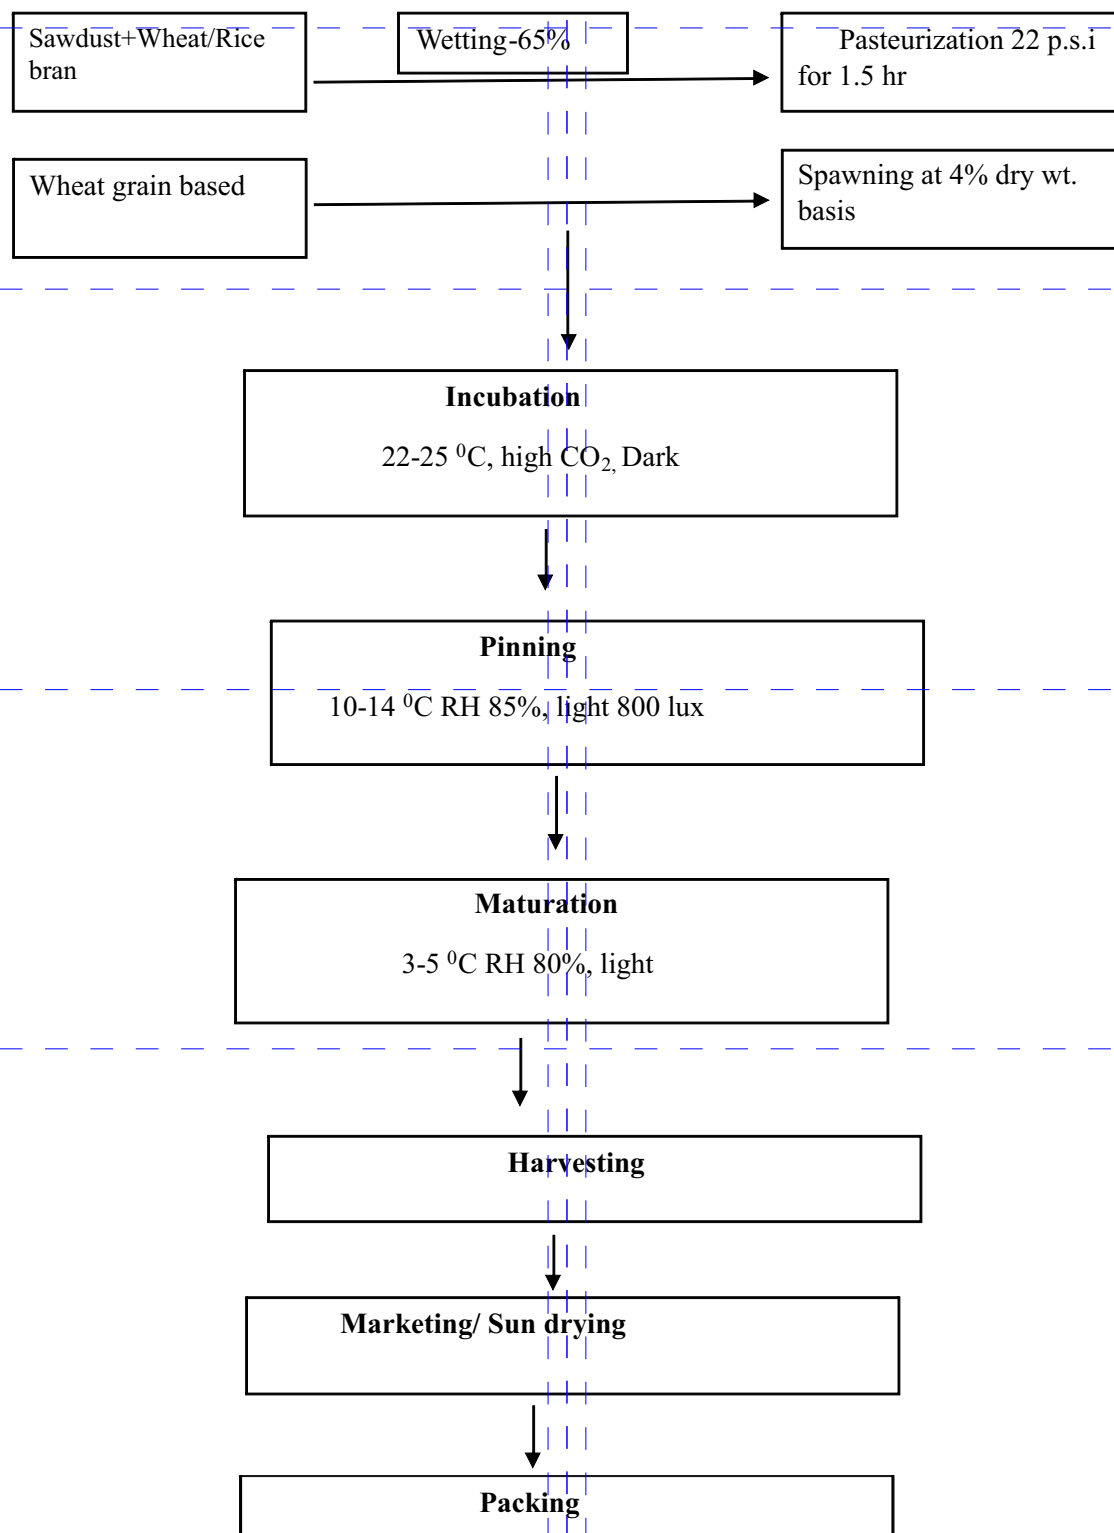 Sawdust+Wheat/Rice
bran
Wetting-65%
Pasteurization 22 p.s.i
for 1.5 hr
Wheat grain based
Spawning at 4% dry wt.
basis
Incubation
22-25 ⁰C, high CO₂, Dark
Pinning
10-14 ⁰C RH 85%, light 800 lux
Maturation
3-5 ⁰C RH 80%, light
Harvesting
Marketing/ Sun drying
Packing